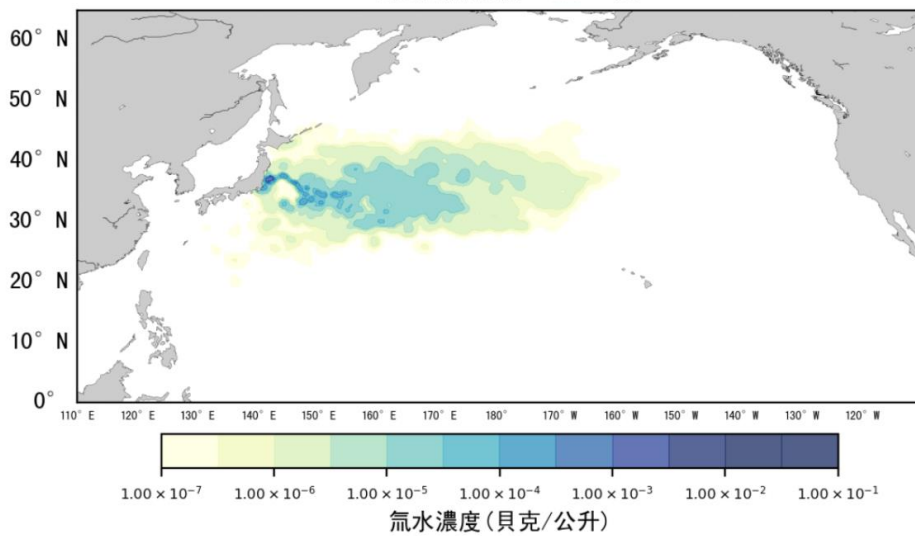 60° N
50° N
40° N
30° N
20° N
10° N
0°
110° E 120° E 130° E 140° E 150° E 160° E 170° E 180° 170° W 160° W 150° W 140° W 130° W 120° W
1.00 × 10⁻⁷ 1.00 × 10⁻⁶ 1.00 × 10⁻⁵ 1.00 × 10⁻⁴ 1.00 × 10⁻³ 1.00 × 10⁻² 1.00 × 10⁻¹
氚水濃度(貝克/公升)